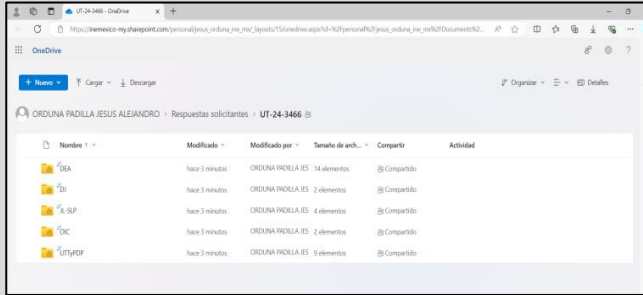 UT-24-3466 - OneDrive
https://inemexico-my.sharepoint.com/personal/jesus_orduna_ine_mx/_layouts/15/onedrive.aspx?id=%2Fpersonal%2Fjesus_orduna_ine_mx%2FDocuments%2...
OneDrive
+ Nuevo Cargar Descargar Organizar Detalles
ORDUNA PADILLA JESUS ALEJANDRO > Respuestas solicitantes > UT-24-3466
Nombre ↑ Modificado Modificado por Tamaño de arch... Compartir Actividad
DEA hace 3 minutos ORDUNA PADILLA JES 14 elementos Compartido
DJ hace 3 minutos ORDUNA PADILLA JES 2 elementos Compartido
JL-SLP hace 3 minutos ORDUNA PADILLA JES 4 elementos Compartido
OIC hace 3 minutos ORDUNA PADILLA JES 2 elementos Compartido
UTTyPDP hace 3 minutos ORDUNA PADILLA JES 9 elementos Compartido